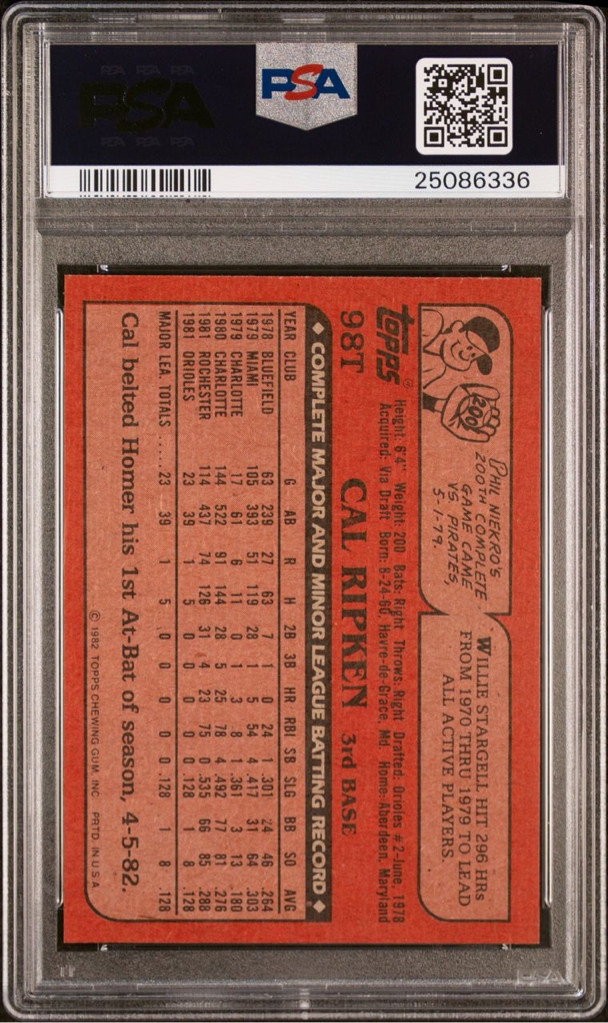 PSA
PSA PSA PSA
PSA
PSA PSA PSA
25086336
PHIL NIEKRO'S
200TH COMPLETE
GAME CAME
VS. PIRATES,
5-1-79.
200
WILLIE STARGELL HIT 296 HRs
FROM 1970 THRU 1979 TO LEAD
ALL ACTIVE PLAYERS.
TOPPS®
Height: 6'4" Weight: 200 Bats: Right Throws: Right Drafted: Orioles # 2-June, 1978
Acquired: Via Draft Born: 8-24-60, Havre-de-Grace, Md. Home: Aberdeen, Maryland
98T CAL RIPKEN 3rd BASE
◆ COMPLETE MAJOR AND MINOR LEAGUE BATTING RECORD ◆
YEAR CLUB G AB R H 2B 3B HR RBI SB SLG BB SO AVG
1978 BLUEFIELD 63 239 27 63 7 1 0 24 1 .301 24 46 .264
1979 MIAMI 105 393 51 119 28 1 5 54 4 .417 31 64 .303
1979 CHARLOTTE 17 61 6 11 0 1 3 8 1 .361 3 13 .180
1980 CHARLOTTE 144 522 91 144 28 5 25 78 4 .492 77 81 .276
1981 ROCHESTER 114 437 74 126 31 4 23 75 0 .535 66 85 .288
1981 ORIOLES 23 39 1 5 0 0 0 0 0 .128 1 8 .128
MAJOR LEA. TOTALS ..... 23 39 1 5 0 0 0 0 0 .128 1 8 .128
Cal belted Homer his 1st At-Bat of season, 4-5-82.
© 1982 TOPPS CHEWING GUM, INC. PRTD. IN U.S.A.